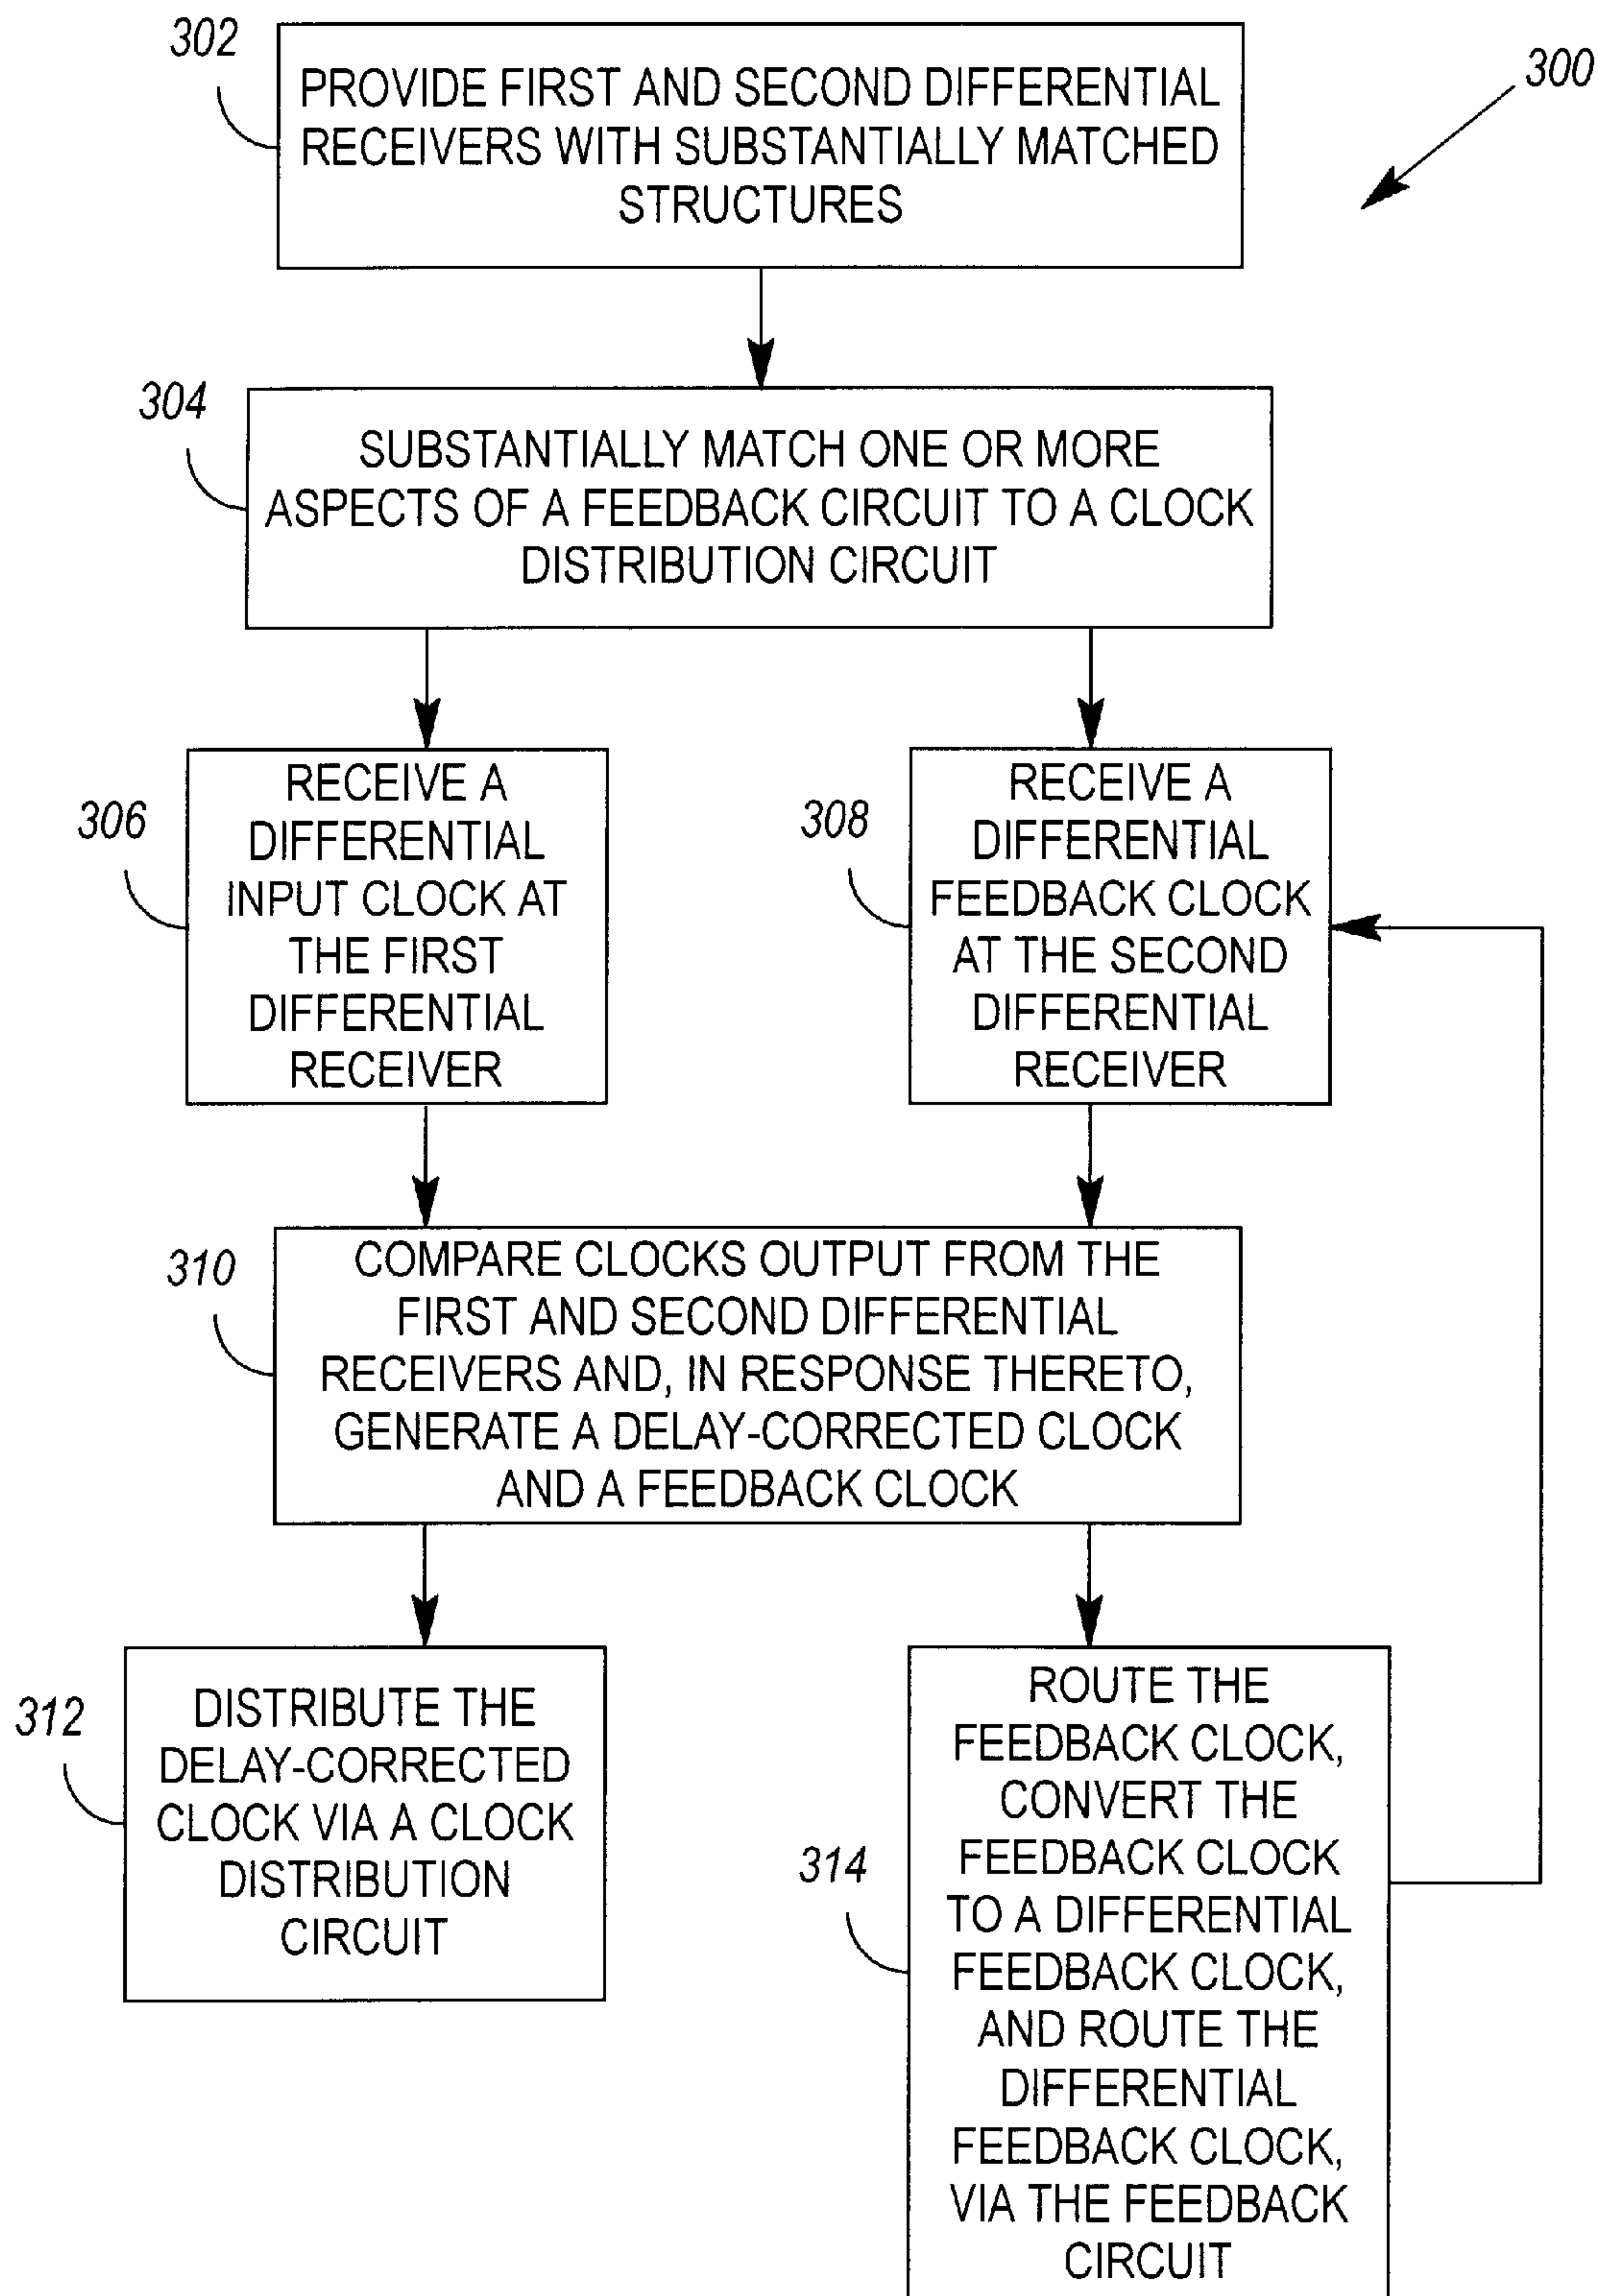 302
300
PROVIDE FIRST AND SECOND DIFFERENTIAL
RECEIVERS WITH SUBSTANTIALLY MATCHED
STRUCTURES
304
SUBSTANTIALLY MATCH ONE OR MORE
ASPECTS OF A FEEDBACK CIRCUIT TO A CLOCK
DISTRIBUTION CIRCUIT
306
RECEIVE A
DIFFERENTIAL
INPUT CLOCK AT
THE FIRST
DIFFERENTIAL
RECEIVER
308
RECEIVE A
DIFFERENTIAL
FEEDBACK CLOCK
AT THE SECOND
DIFFERENTIAL
RECEIVER
310
COMPARE CLOCKS OUTPUT FROM THE
FIRST AND SECOND DIFFERENTIAL
RECEIVERS AND, IN RESPONSE THERETO,
GENERATE A DELAY-CORRECTED CLOCK
AND A FEEDBACK CLOCK
312
DISTRIBUTE THE
DELAY-CORRECTED
CLOCK VIA A CLOCK
DISTRIBUTION
CIRCUIT
314
ROUTE THE
FEEDBACK CLOCK,
CONVERT THE
FEEDBACK CLOCK
TO A DIFFERENTIAL
FEEDBACK CLOCK,
AND ROUTE THE
DIFFERENTIAL
FEEDBACK CLOCK,
VIA THE FEEDBACK
CIRCUIT